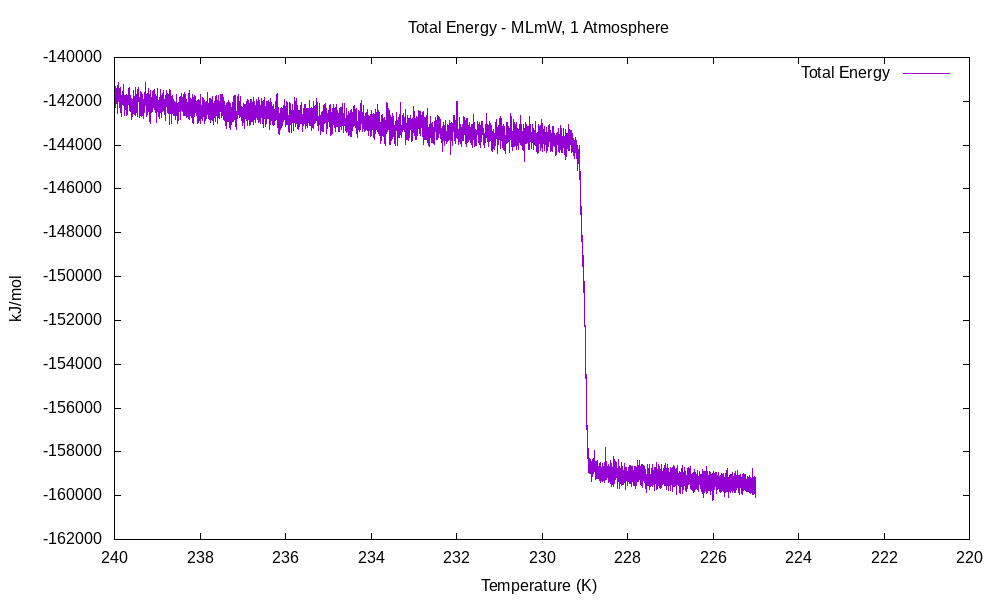 Total Energy - MLmW, 1 Atmosphere
Total Energy
-140000
-142000
-144000
-146000
-148000
-150000
-152000
-154000
-156000
-158000
-160000
-162000
kJ/mol
240 238 236 234 232 230 228 226 224 222 220
Temperature (K)